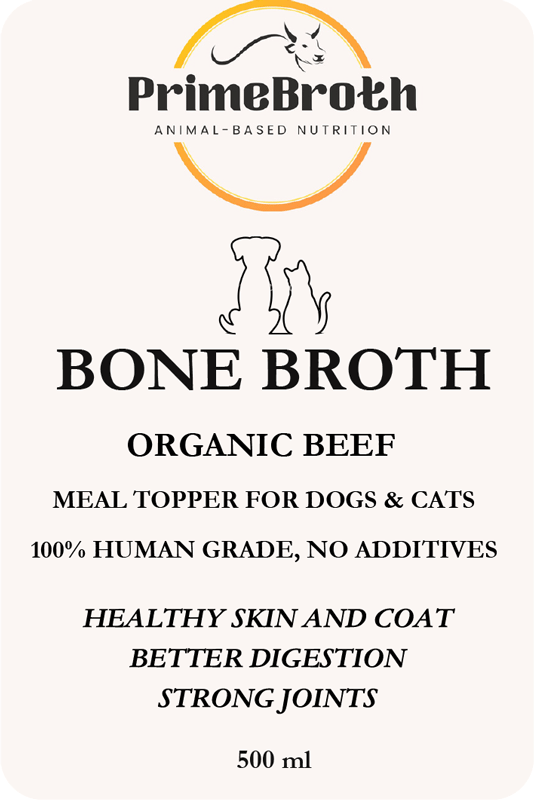 PrimeBroth
ANIMAL-BASED NUTRITION
BONE BROTH
ORGANIC BEEF
MEAL TOPPER FOR DOGS & CATS
100% HUMAN GRADE, NO ADDITIVES
HEALTHY SKIN AND COAT
BETTER DIGESTION
STRONG JOINTS
500 ml